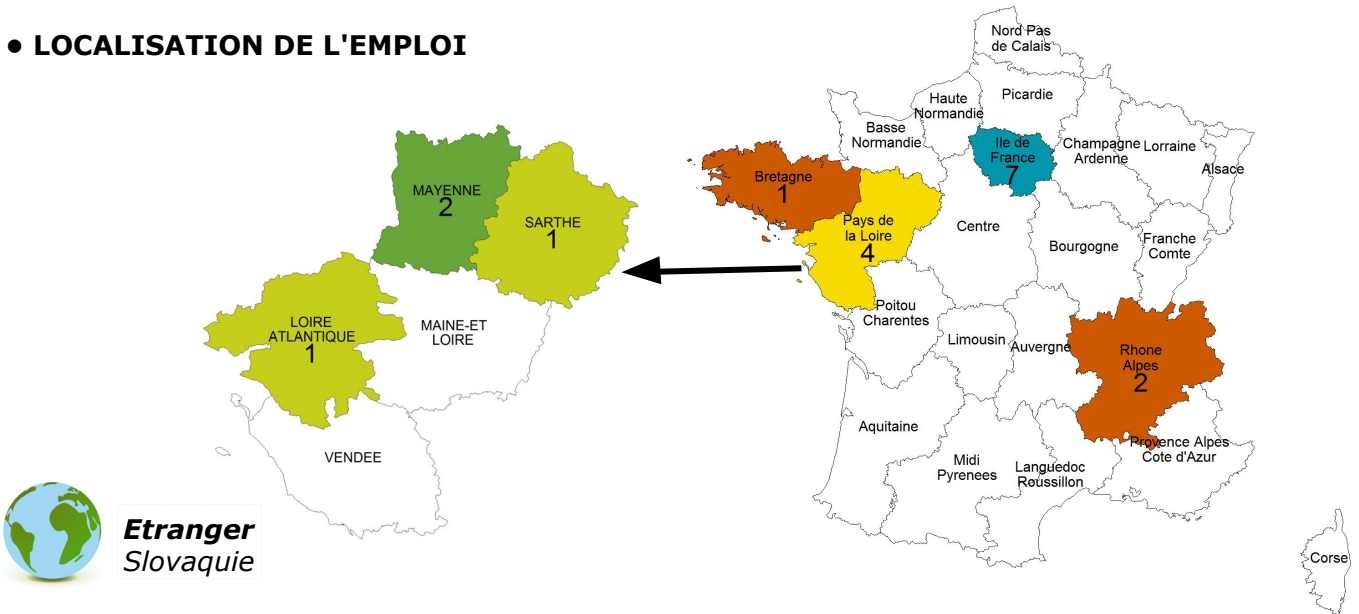 • LOCALISATION DE L'EMPLOI
MAYENNE
2
SARTHE
1
LOIRE
ATLANTIQUE
1
MAINE-ET
LOIRE
VENDEE
Etranger
Slovaquie
Nord Pas
de Calais
Picardie
Haute
Normandie
Basse
Normandie
Ile de
France
7
Champagne
Ardenne
Lorraine
Alsace
Bretagne
1
Pays de
la Loire
4
Centre
Bourgogne
Franche
Comte
Poitou
Charentes
Limousin
Auvergne
Rhone
Alpes
2
Aquitaine
Midi
Pyrenees
Languedoc
Roussillon
Provence Alpes
Cote d'Azur
Corse